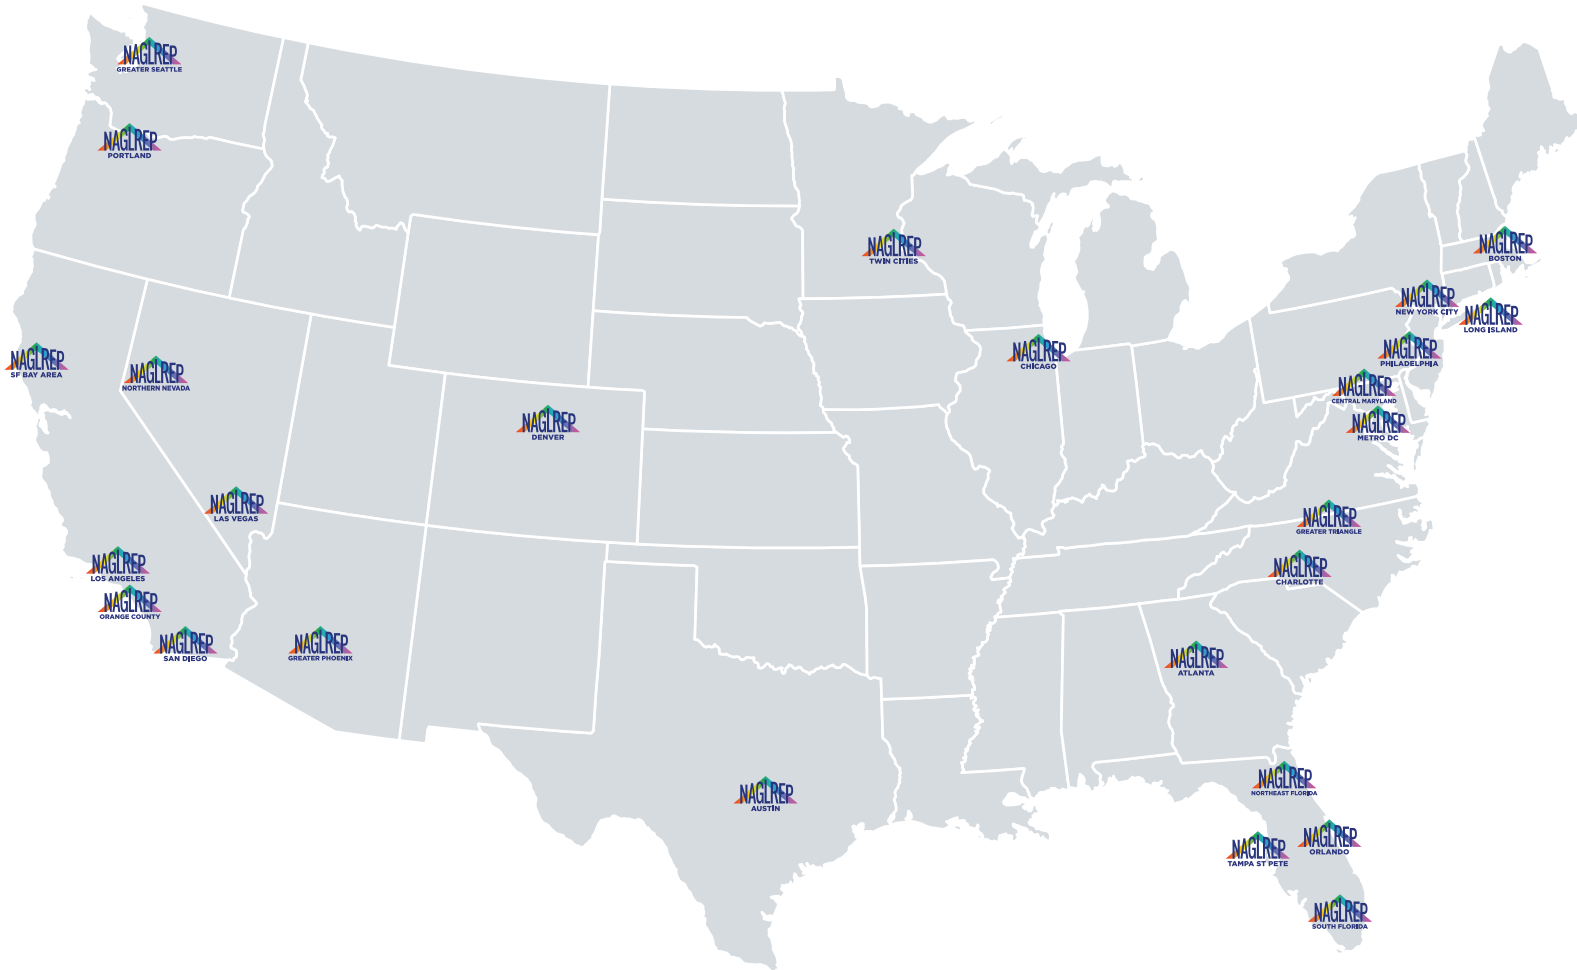 NAGLREP
GREATER SEATTLE
NAGLREP
PORTLAND
NAGLREP
TWIN CITIES
NAGLREP
BOSTON
NAGLREP
NEW YORK CITY
NAGLREP
LONG ISLAND
NAGLREP
SF BAY AREA
NAGLREP
NORTHERN NEVADA
NAGLREP
CHICAGO
NAGLREP
PHILADELPHIA
NAGLREP
CENTRAL MARYLAND
NAGLREP
DENVER
NAGLREP
METRO DC
NAGLREP
LAS VEGAS
NAGLREP
GREATER TRIANGLE
NAGLREP
LOS ANGELES
NAGLREP
CHARLOTTE
NAGLREP
ORANGE COUNTY
NAGLREP
SAN DIEGO
NAGLREP
GREATER PHOENIX
NAGLREP
ATLANTA
NAGLREP
AUSTIN
NAGLREP
NORTHEAST FLORIDA
NAGLREP
ORLANDO
NAGLREP
TAMPA ST PETE
NAGLREP
SOUTH FLORIDA